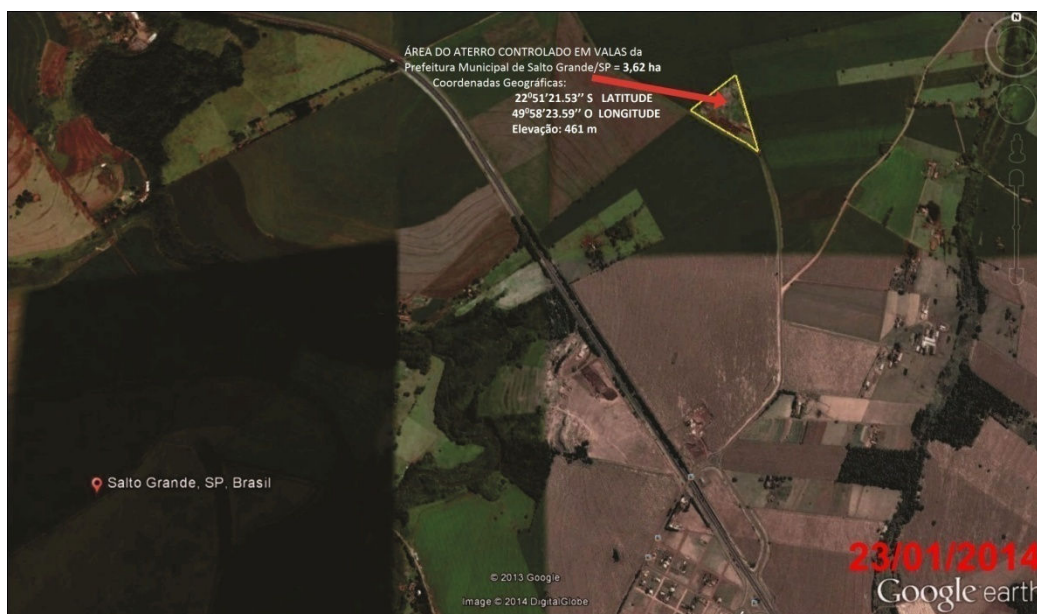 ÁREA DO ATERRO CONTROLADO EM VALAS da
Prefeitura Municipal de Salto Grande/SP = 3,62 ha
Coordenadas Geográficas:
22⁰51’21.53’’ S LATITUDE
49⁰58’23.59’’ O LONGITUDE
Elevação: 461 m
N
Salto Grande, SP, Brasil
© 2013 Google
Image © 2014 DigitalGlobe
23/01/2014
Google earth